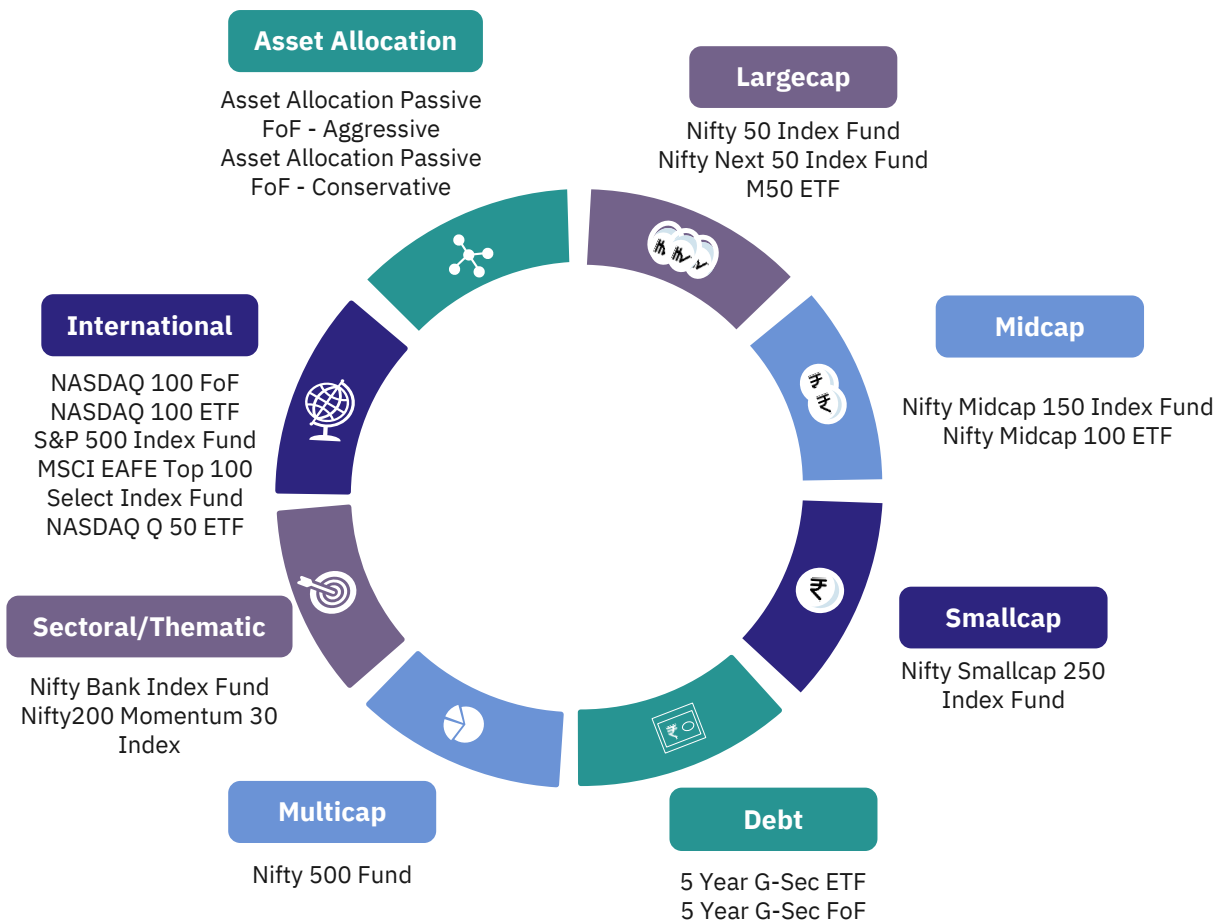 Asset Allocation
Asset Allocation Passive
FoF - Aggressive
Asset Allocation Passive
FoF - Conservative
Largecap
Nifty 50 Index Fund
Nifty Next 50 Index Fund
M50 ETF
Midcap
Nifty Midcap 150 Index Fund
Nifty Midcap 100 ETF
Smallcap
Nifty Smallcap 250
Index Fund
Debt
5 Year G-Sec ETF
5 Year G-Sec FoF
Multicap
Nifty 500 Fund
Sectoral/Thematic
Nifty Bank Index Fund
Nifty200 Momentum 30
Index
International
NASDAQ 100 FoF
NASDAQ 100 ETF
S&P 500 Index Fund
MSCI EAFE Top 100
Select Index Fund
NASDAQ Q 50 ETF